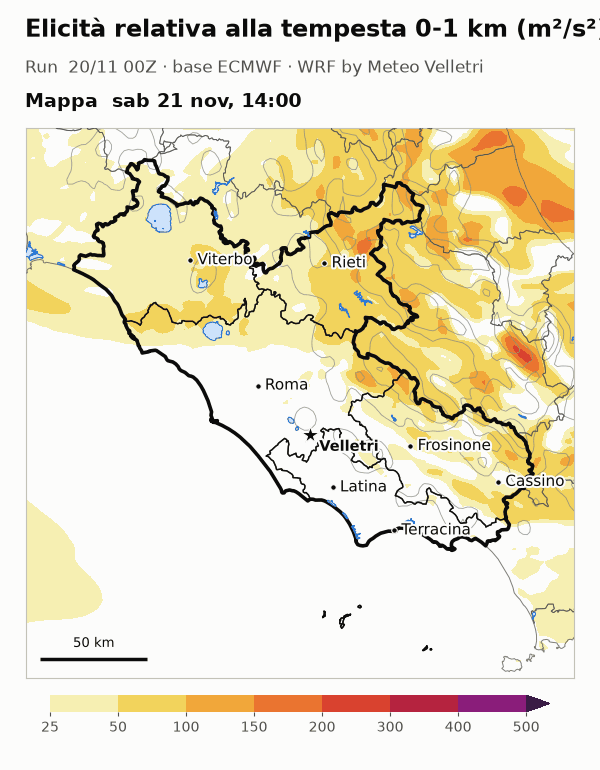 Elicità relativa alla tempesta 0-1 km (m²/s²)
Run 20/11 00Z · base ECMWF · WRF by Meteo Velletri
Mappa sab 21 nov, 14:00
Viterbo
Rieti
Roma
Velletri
Frosinone
Latina
Cassino
Terracina
50 km
25 50 100 150 200 300 400 500